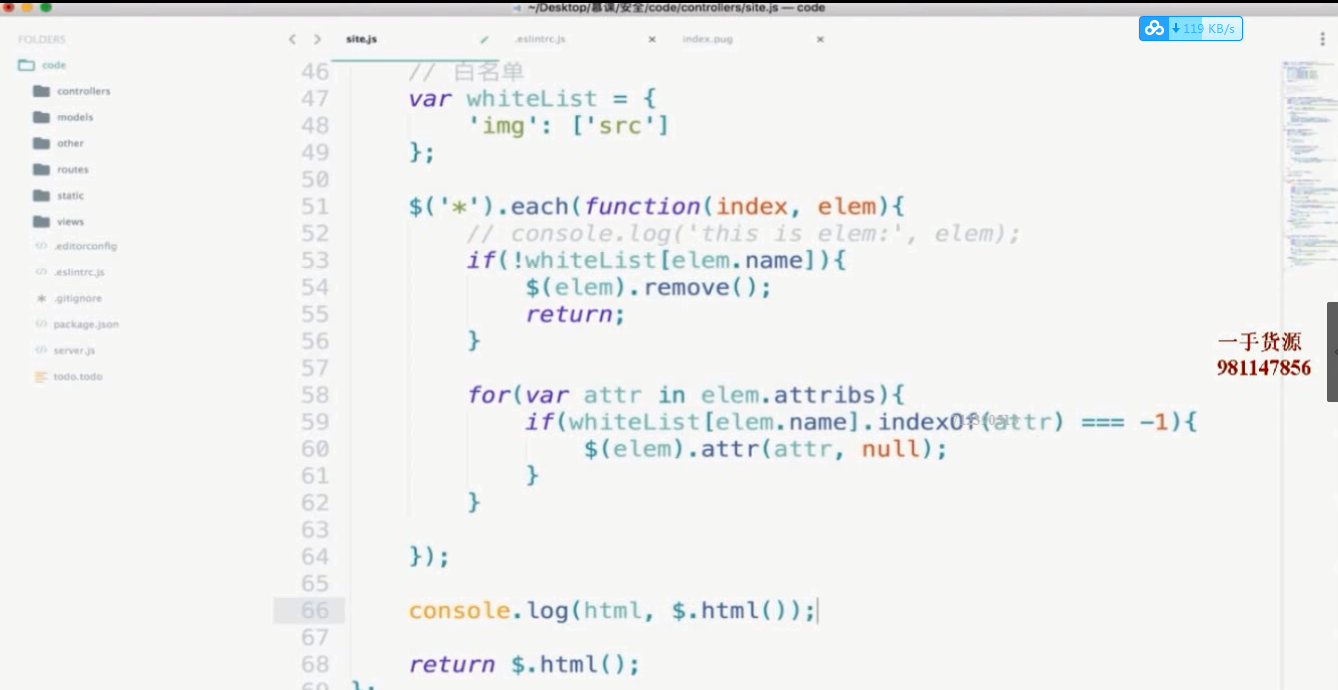 ~/Desktop/慕课/安全/code/controllers/site.js — code
119 KB/s
FOLDERS
code
controllers
models
other
routes
static
views
.editorconfig
.eslintrc.js
.gitignore
package.json
server.js
todo.todo
site.js
.eslintrc.js
index.pug
46 // 白名单
47 var whiteList = {
48 'img': ['src']
49 };
50
51 $('*').each(function(index, elem){
52 // console.log('this is elem:', elem);
53 if(!whiteList[elem.name]){
54 $(elem).remove();
55 return;
56 }
57
58 for(var attr in elem.attribs){
59 if(whiteList[elem.name].indexOf(attr) === -1){
60 $(elem).attr(attr, null);
61 }
62 }
63
64 });
65
66 console.log(html, $.html());
67
68 return $.html();
69 };
一手货源
981147856